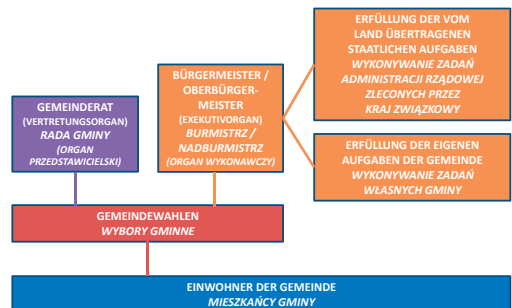 ERFÜLLUNG DER VOM
LAND ÜBERTRAGENEN
STAATLICHEN AUFGABEN
WYKONYWANIE ZADAŃ
ADMINISTRACJI RZĄDOWEJ
ZLECONYCH PRZEZ
KRAJ ZWIĄZKOWY
BÜRGERMEISTER /
OBERBÜRGER-
MEISTER
(EXEKUTIVORGAN)
BURMISTRZ /
NADBURMISTRZ
(ORGAN WYKONAWCZY)
GEMEINDERAT
(VERTRETUNGSORGAN)
RADA GMINY
(ORGAN
PRZEDSTAWICIELSKI)
ERFÜLLUNG DER EIGENEN
AUFGABEN DER GEMEINDE
WYKONYWANIE ZADAŃ
WŁASNYCH GMINY
GEMEINDEWAHLEN
WYBORY GMINNE
EINWOHNER DER GEMEINDE
MIESZKAŃCY GMINY